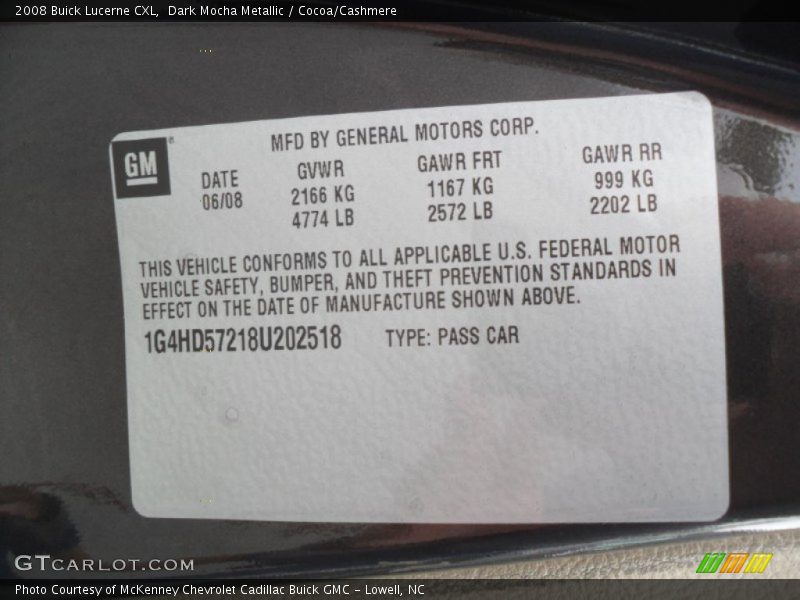 2008 Buick Lucerne CXL,  Dark Mocha Metallic / Cocoa/Cashmere
GM®
MFD BY GENERAL MOTORS CORP.
DATE GVWR GAWR FRT GAWR RR
06/08 2166 KG 1167 KG 999 KG
4774 LB 2572 LB 2202 LB
THIS VEHICLE CONFORMS TO ALL APPLICABLE U.S. FEDERAL MOTOR
VEHICLE SAFETY, BUMPER, AND THEFT PREVENTION STANDARDS IN
EFFECT ON THE DATE OF MANUFACTURE SHOWN ABOVE.
1G4HD57218U202518 TYPE: PASS CAR
GTCARLOT.COM
Photo Courtesy of McKenney Chevrolet Cadillac Buick GMC - Lowell, NC